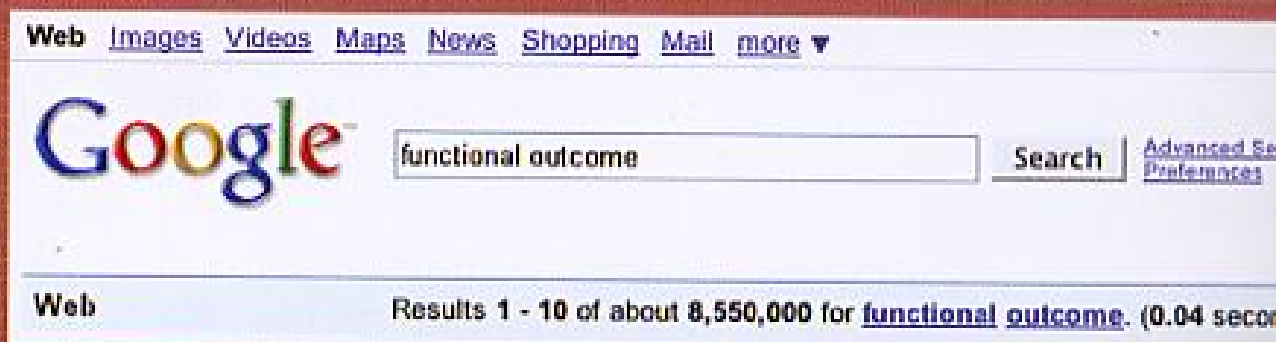 Web Images Videos Maps News Shopping Mail more ▼
Google
functional outcome Search Advanced Se
Preferences
Web Results 1 - 10 of about 8,550,000 for functional outcome. (0.04 secon